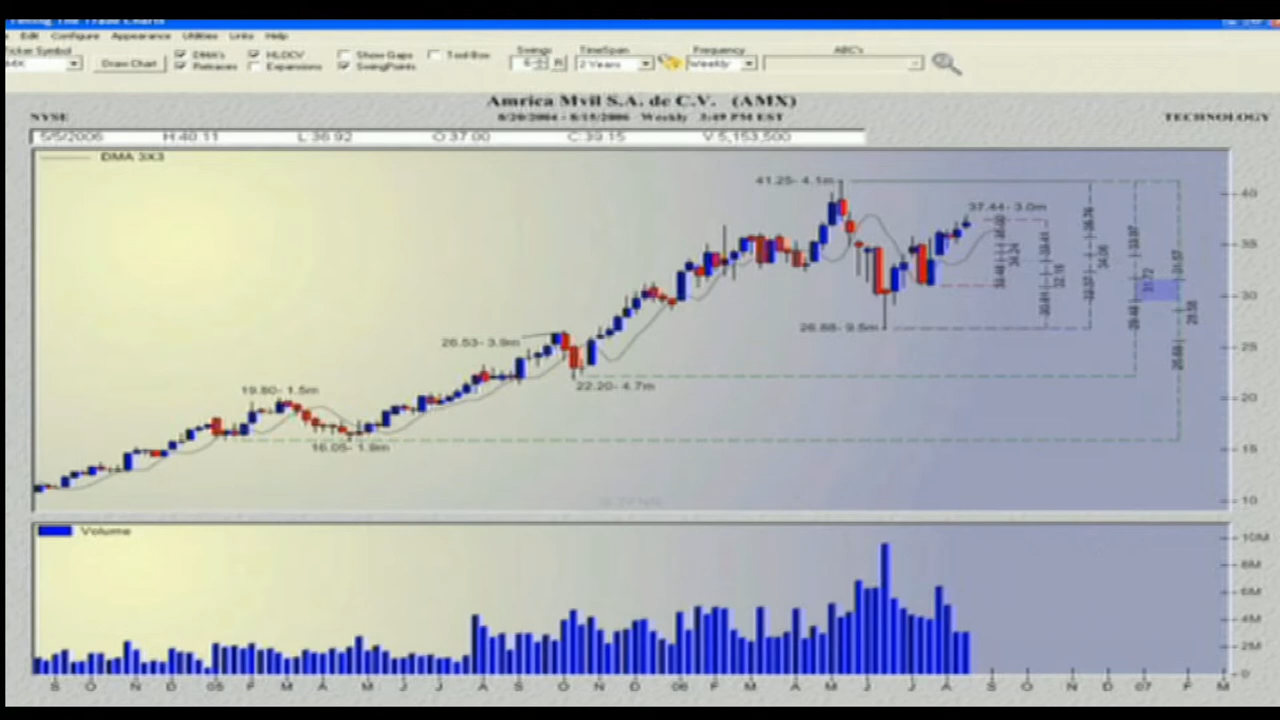 Timing The Trade Charts
Edit Configure Appearance Utilities Links Help
Ticker Symbol DMA's HLOCV Show Gaps Tool Box Swings TimeSpan Frequency ABC's
AMX Draw Chart Retraces Expansions SwingPoints 2 Years Weekly
Amrica Mvil S.A. de C.V. (AMX)
NYSE 8/20/2004 - 8/15/2006 Weekly 3:49 PM EST TECHNOLOGY
5/5/2006 H:40.11 L:36.92 O:37.00 C:39.15 V:5,153,500
DMA 3X3
41.25- 4.1m
37.44- 3.0m
26.88- 9.5m
26.53- 3.9m
22.20- 4.7m
19.80- 1.5m
16.05- 1.8m
40
35
30
25
20
15
10
Volume
10M
8M
6M
4M
2M
0
S O N D 05 F M A M J J A S O N D 06 F M A M J J A S O N D 07 F M